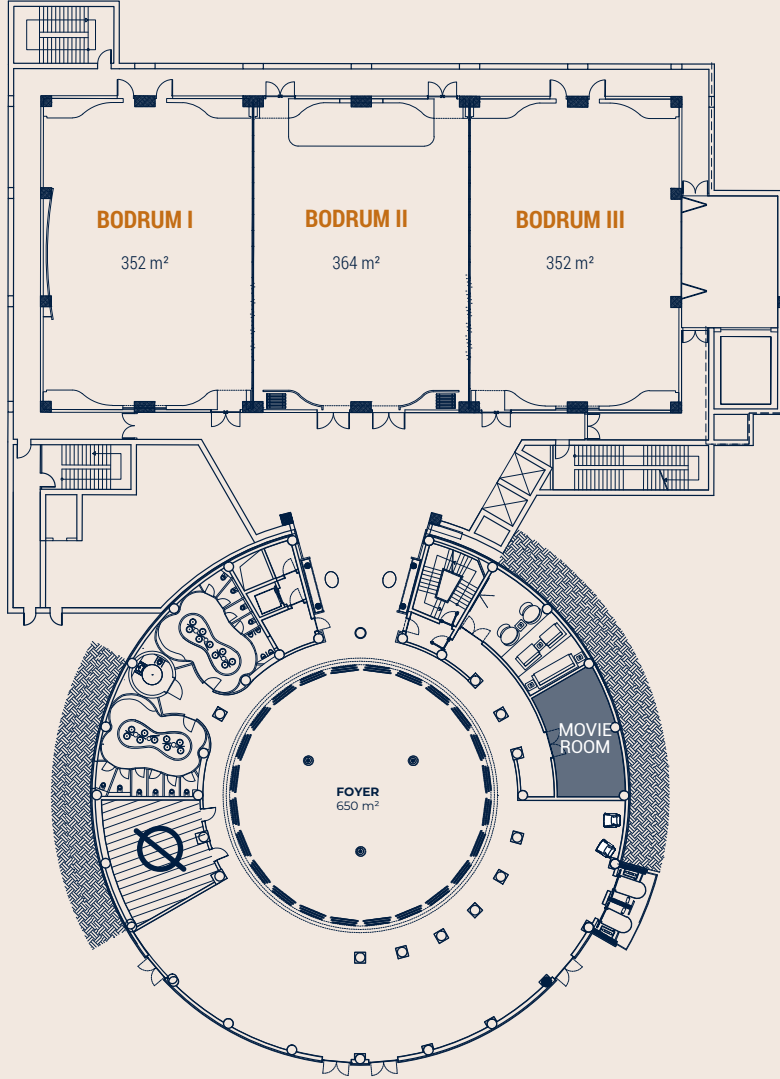 BODRUM I
352 m²
BODRUM II
364 m²
BODRUM III
352 m²
MOVIE
ROOM
FOYER
650 m²